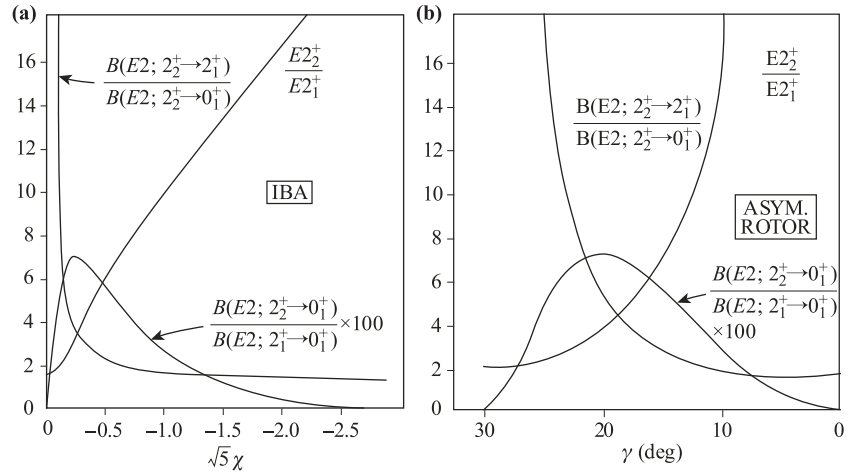 (a)
16
14
12
10
8
6
4
2
0
B(E2; 2₂⁺→2₁⁺)
B(E2; 2₂⁺→0₁⁺)
E2₂⁺
E2₁⁺
IBA
B(E2; 2₂⁺→0₁⁺)
B(E2; 2₁⁺→0₁⁺)
×100
0 −0.5 −1.0 −1.5 −2.0 −2.5
√5 χ
(b)
16
14
12
10
8
6
4
2
0
B(E2; 2₂⁺→2₁⁺)
B(E2; 2₂⁺→0₁⁺)
E2₂⁺
E2₁⁺
ASYM.
ROTOR
B(E2; 2₂⁺→0₁⁺)
B(E2; 2₁⁺→0₁⁺)
×100
30 20 10 0
γ (deg)